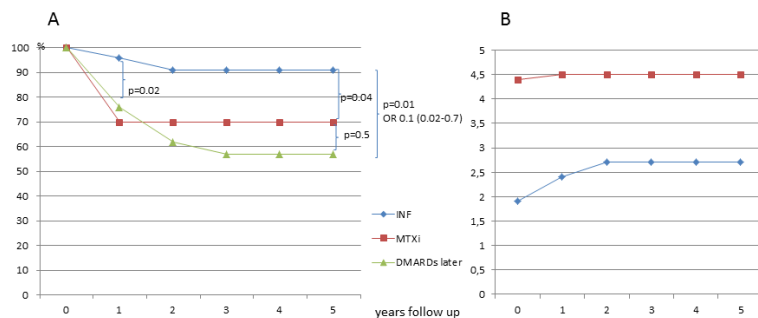 A
B
%
100
90
80
70
60
50
40
30
20
10
0
0 1 2 3 4 5
p=0.02
p=0.04
p=0.5
p=0.01
OR 0.1 (0.02-0.7)
INF
MTXi
DMARDs later
years follow up
5
4,5
4
3,5
3
2,5
2
1,5
1
0,5
0
0 1 2 3 4 5